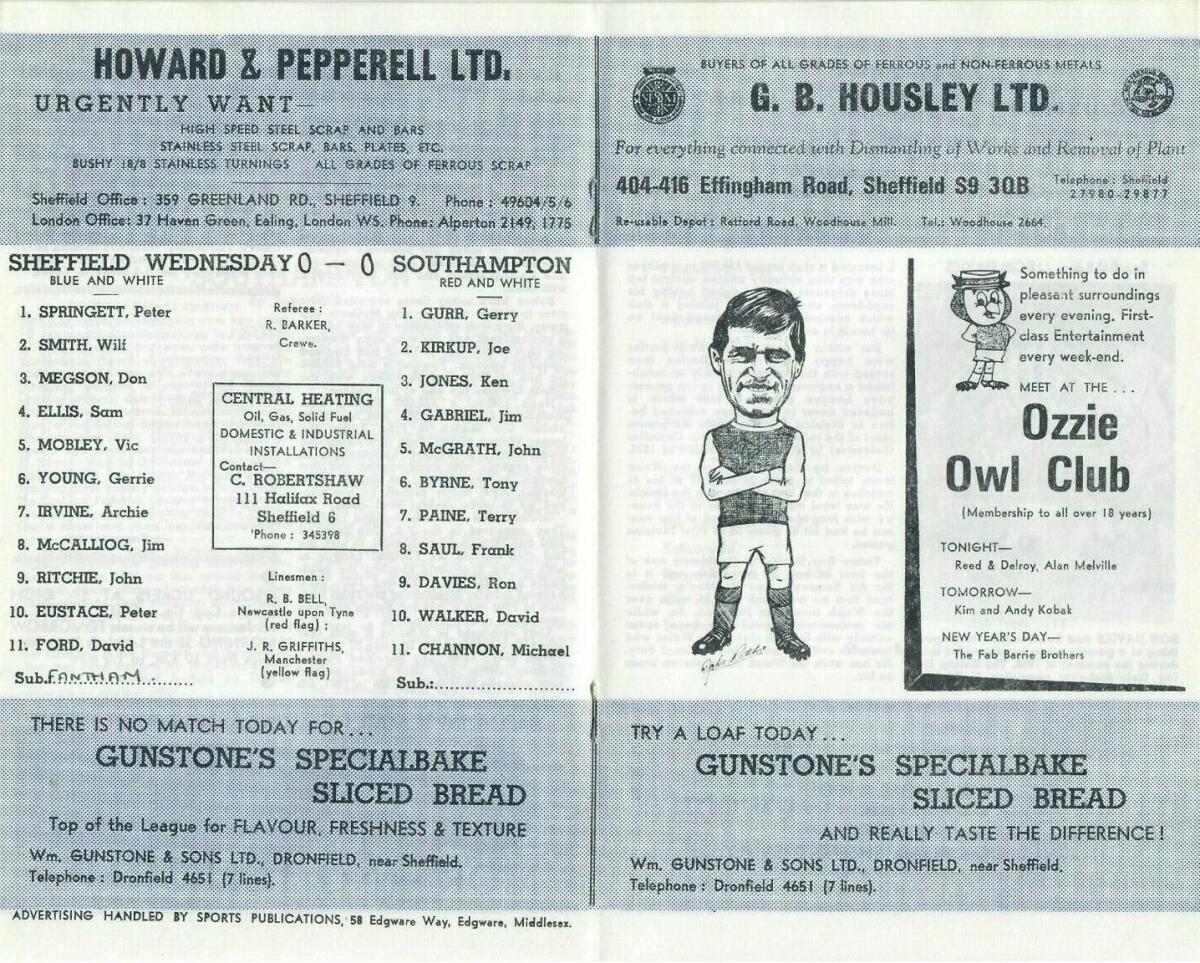 HOWARD & PEPPERELL LTD.
URGENTLY WANT—
HIGH SPEED STEEL SCRAP AND BARS
STAINLESS STEEL SCRAP, BARS, PLATES, ETC.
BUSHY 18/8 STAINLESS TURNINGS ALL GRADES OF FERROUS SCRAP
Sheffield Office : 359 GREENLAND RD., SHEFFIELD 9. Phone : 49604/5/6
London Office: 37 Haven Green, Ealing, London W5. Phone: Alperton 2149, 1775
SHEFFIELD WEDNESDAY 0 – 0 SOUTHAMPTON
BLUE AND WHITE RED AND WHITE
1. SPRINGETT, Peter
2. SMITH, Wilf
3. MEGSON, Don
4. ELLIS, Sam
5. MOBLEY, Vic
6. YOUNG, Gerrie
7. IRVINE, Archie
8. McCALLIOG, Jim
9. RITCHIE, John
10. EUSTACE, Peter
11. FORD, David
Sub. FANTHAM
Referee :
R. BARKER,
Crewe.
CENTRAL HEATING
Oil, Gas, Solid Fuel
DOMESTIC & INDUSTRIAL
INSTALLATIONS
Contact—
C. ROBERTSHAW
111 Halifax Road
Sheffield 6
'Phone : 345398
Linesmen :
R. B. BELL,
Newcastle upon Tyne
(red flag) ;
J. R. GRIFFITHS,
Manchester
(yellow flag)
1. GURR, Gerry
2. KIRKUP, Joe
3. JONES, Ken
4. GABRIEL, Jim
5. McGRATH, John
6. BYRNE, Tony
7. PAINE, Terry
8. SAUL, Frank
9. DAVIES, Ron
10. WALKER, David
11. CHANNON, Michael
Sub.:
THERE IS NO MATCH TODAY FOR . . .
GUNSTONE'S SPECIALBAKE
SLICED BREAD
Top of the League for FLAVOUR, FRESHNESS & TEXTURE
Wm. GUNSTONE & SONS LTD., DRONFIELD, near Sheffield.
Telephone : Dronfield 4651 (7 lines).
ADVERTISING HANDLED BY SPORTS PUBLICATIONS, 58 Edgware Way, Edgware, Middlesex.
BUYERS OF ALL GRADES OF FERROUS and NON-FERROUS METALS
G. B. HOUSLEY LTD.
For everything connected with Dismantling of Works and Removal of Plant
404-416 Effingham Road, Sheffield S9 3QB
Telephone : Sheffield
27980-29877
Re-usable Depot : Retford Road, Woodhouse Mill. Tel.: Woodhouse 2664.
Something to do in
pleasant surroundings
every evening. First-
class Entertainment
every week-end.
MEET AT THE . . .
Ozzie
Owl Club
(Membership to all over 18 years)
TONIGHT—
Reed & Delroy, Alan Melville
TOMORROW—
Kim and Andy Kobak
NEW YEAR'S DAY—
The Fab Barrie Brothers
TRY A LOAF TODAY . . .
GUNSTONE'S SPECIALBAKE
SLICED BREAD
AND REALLY TASTE THE DIFFERENCE !
Wm. GUNSTONE & SONS LTD., DRONFIELD, near Sheffield.
Telephone : Dronfield 4651 (7 lines).